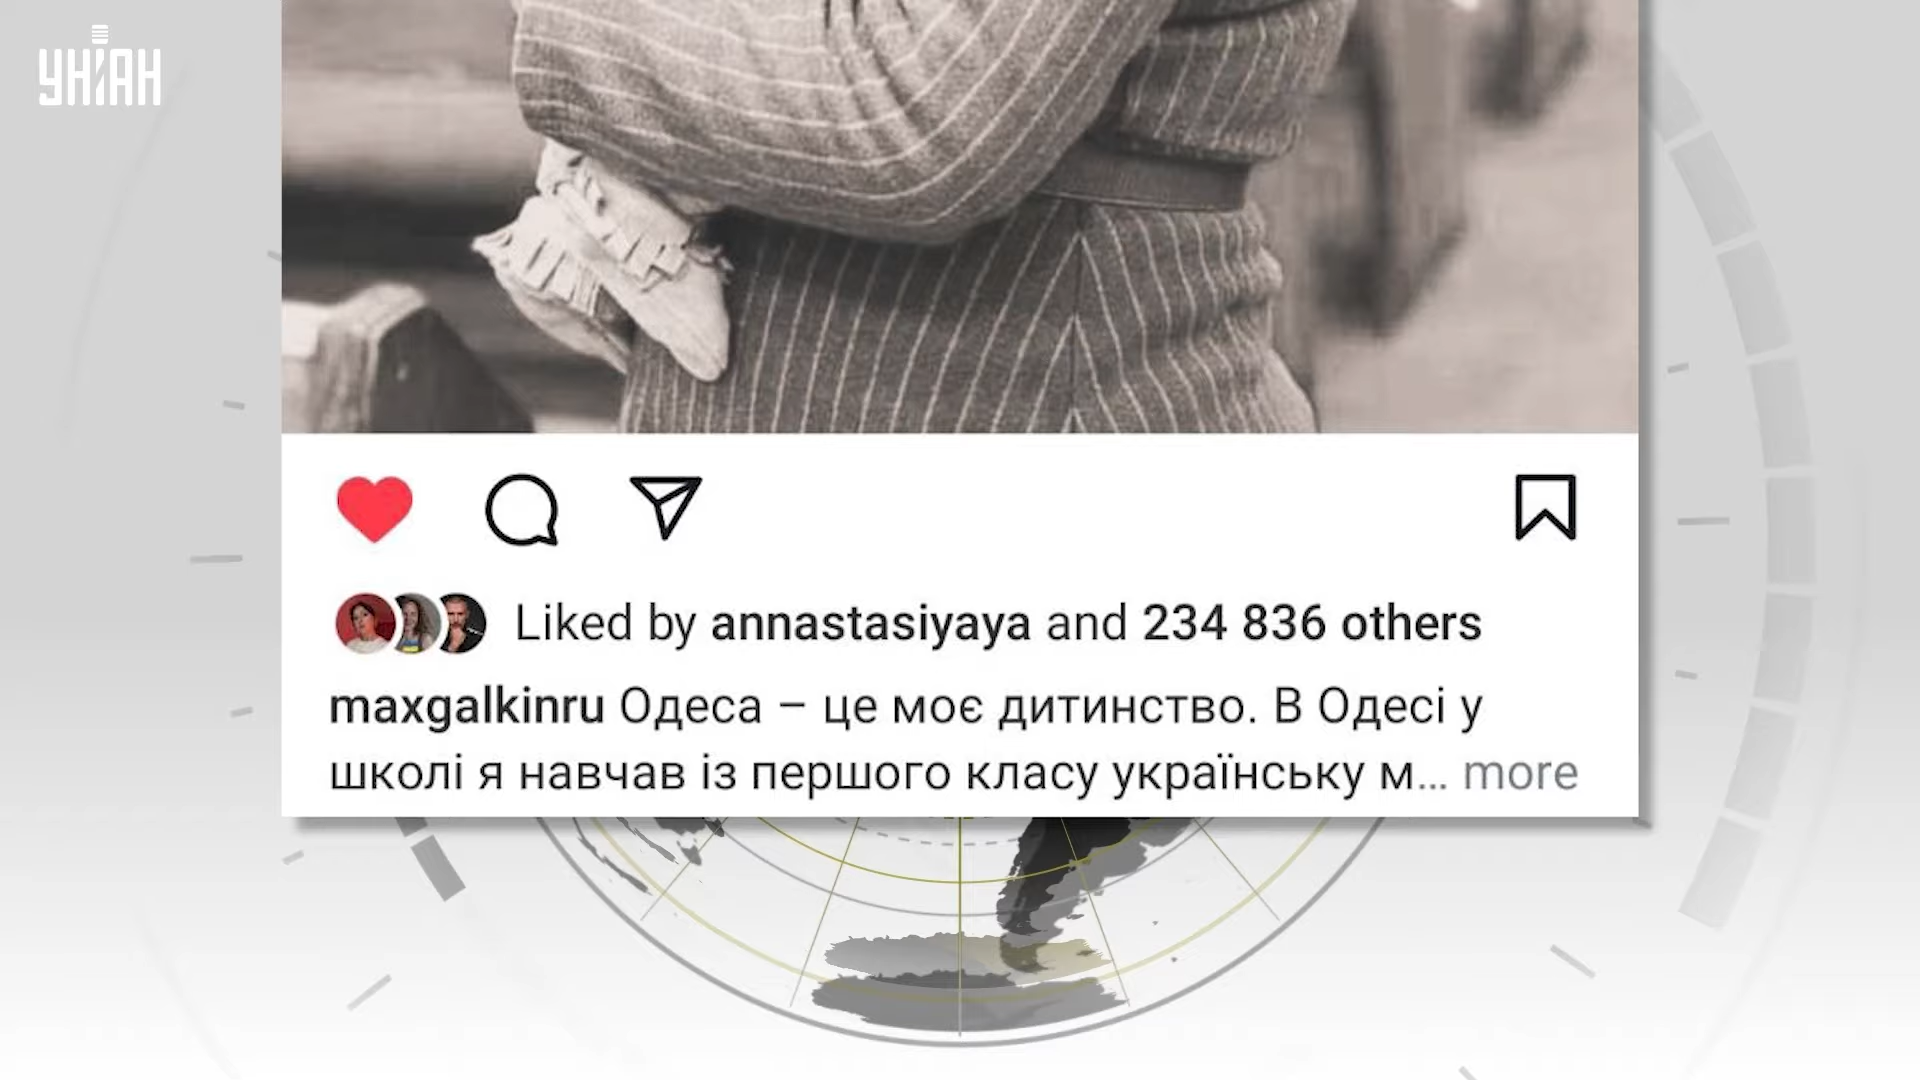 УНІАН
Liked by annastasiyaya and 234 836 others
maxgalkinru Одеса – це моє дитинство. В Одесі у
школі я навчав із першого класу українську м... more